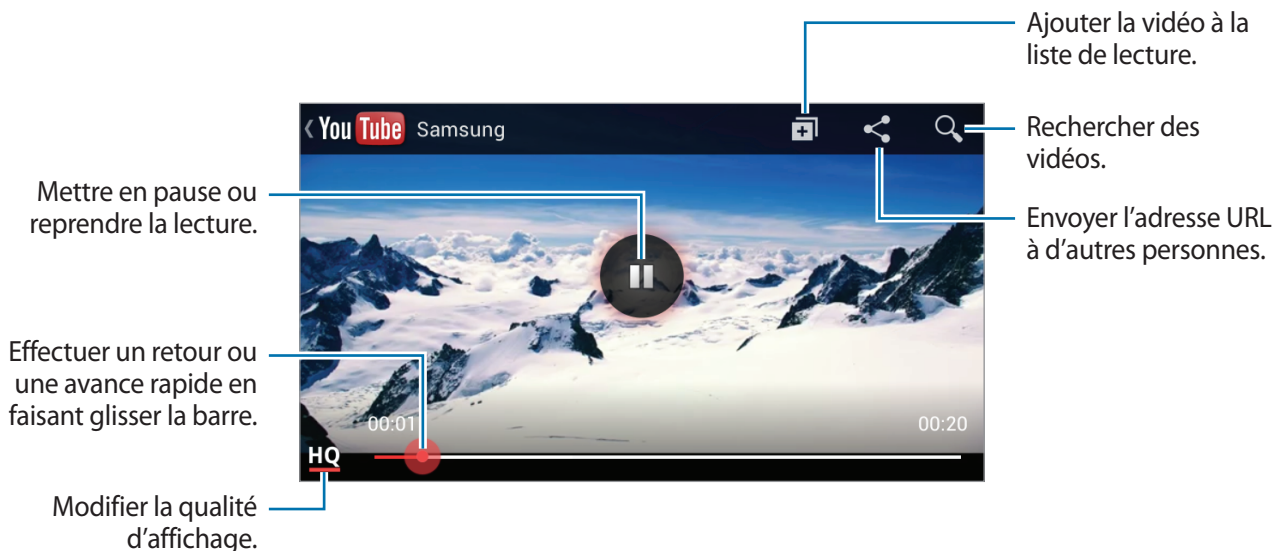 Ajouter la vidéo à la
liste de lecture.
You Tube Samsung
Rechercher des
vidéos.
Mettre en pause ou
reprendre la lecture.
Envoyer l’adresse URL
à d’autres personnes.
Effectuer un retour ou
une avance rapide en
faisant glisser la barre.
00:01
00:20
HQ
Modifier la qualité
d’affichage.